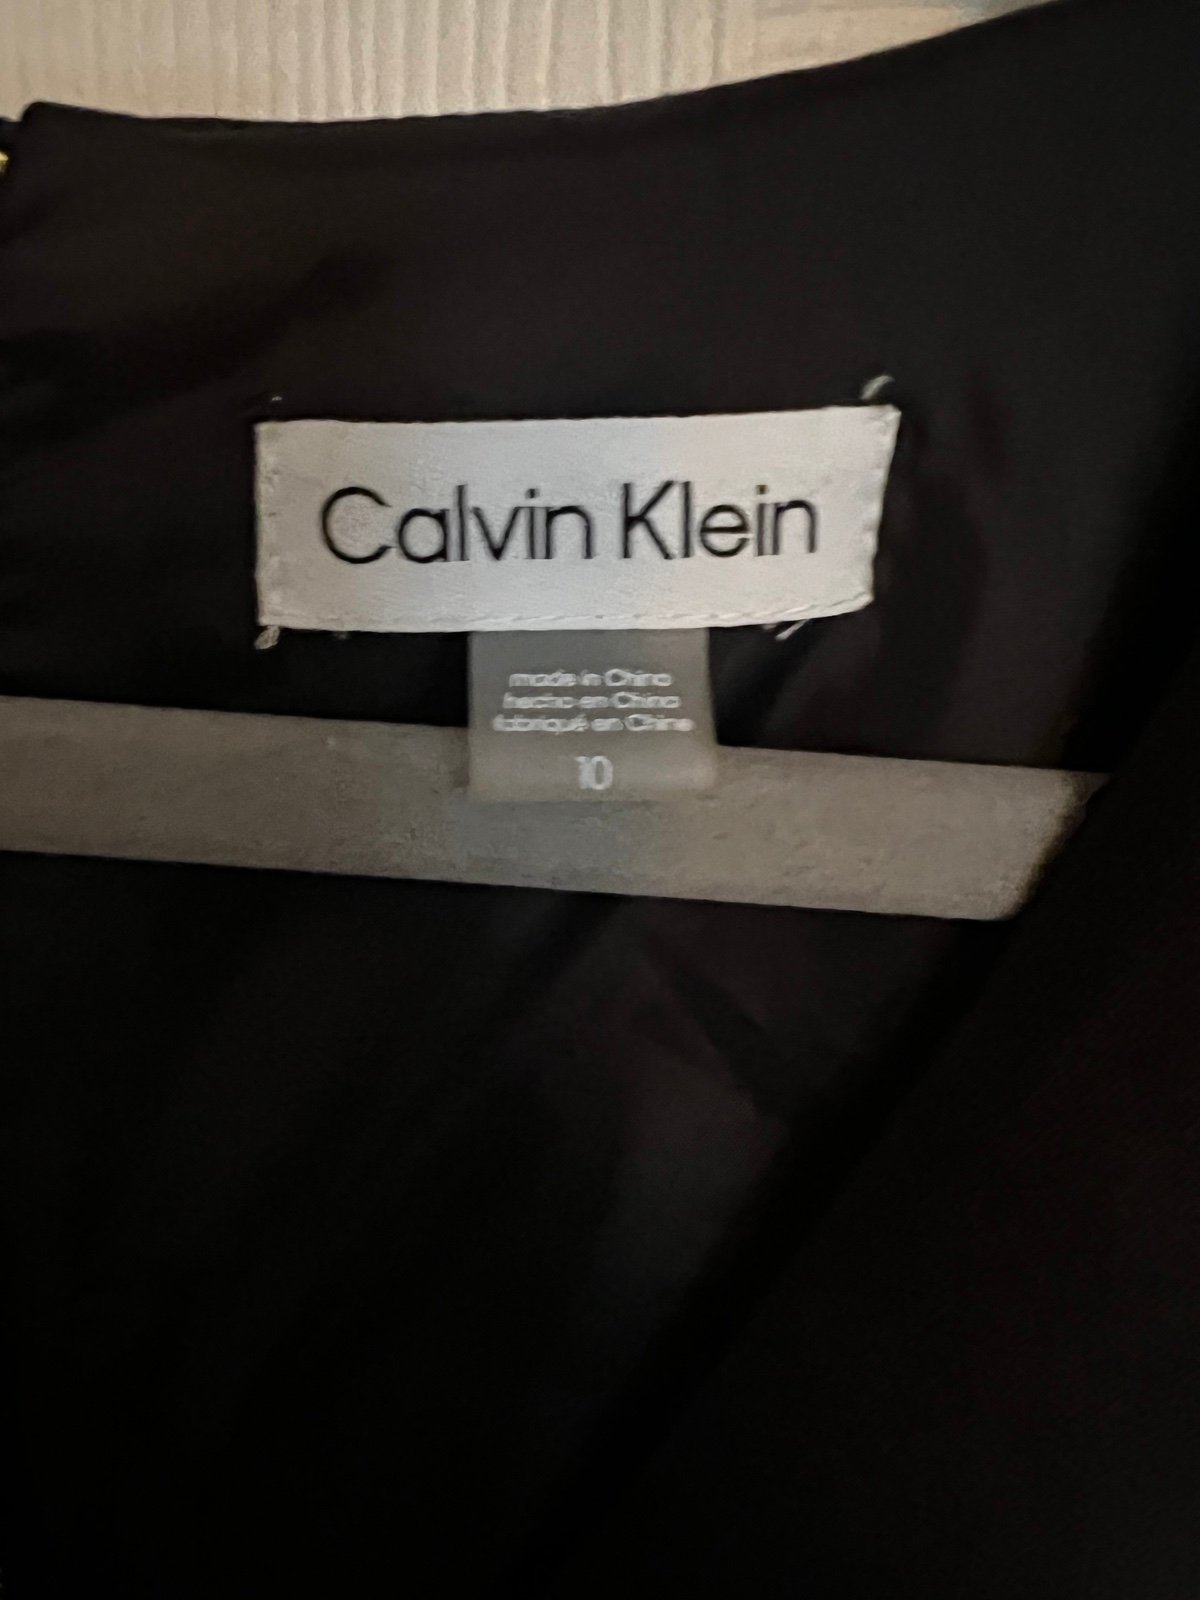 Calvin Klein
made in China
hecho en China
fabriqué en Chine
10